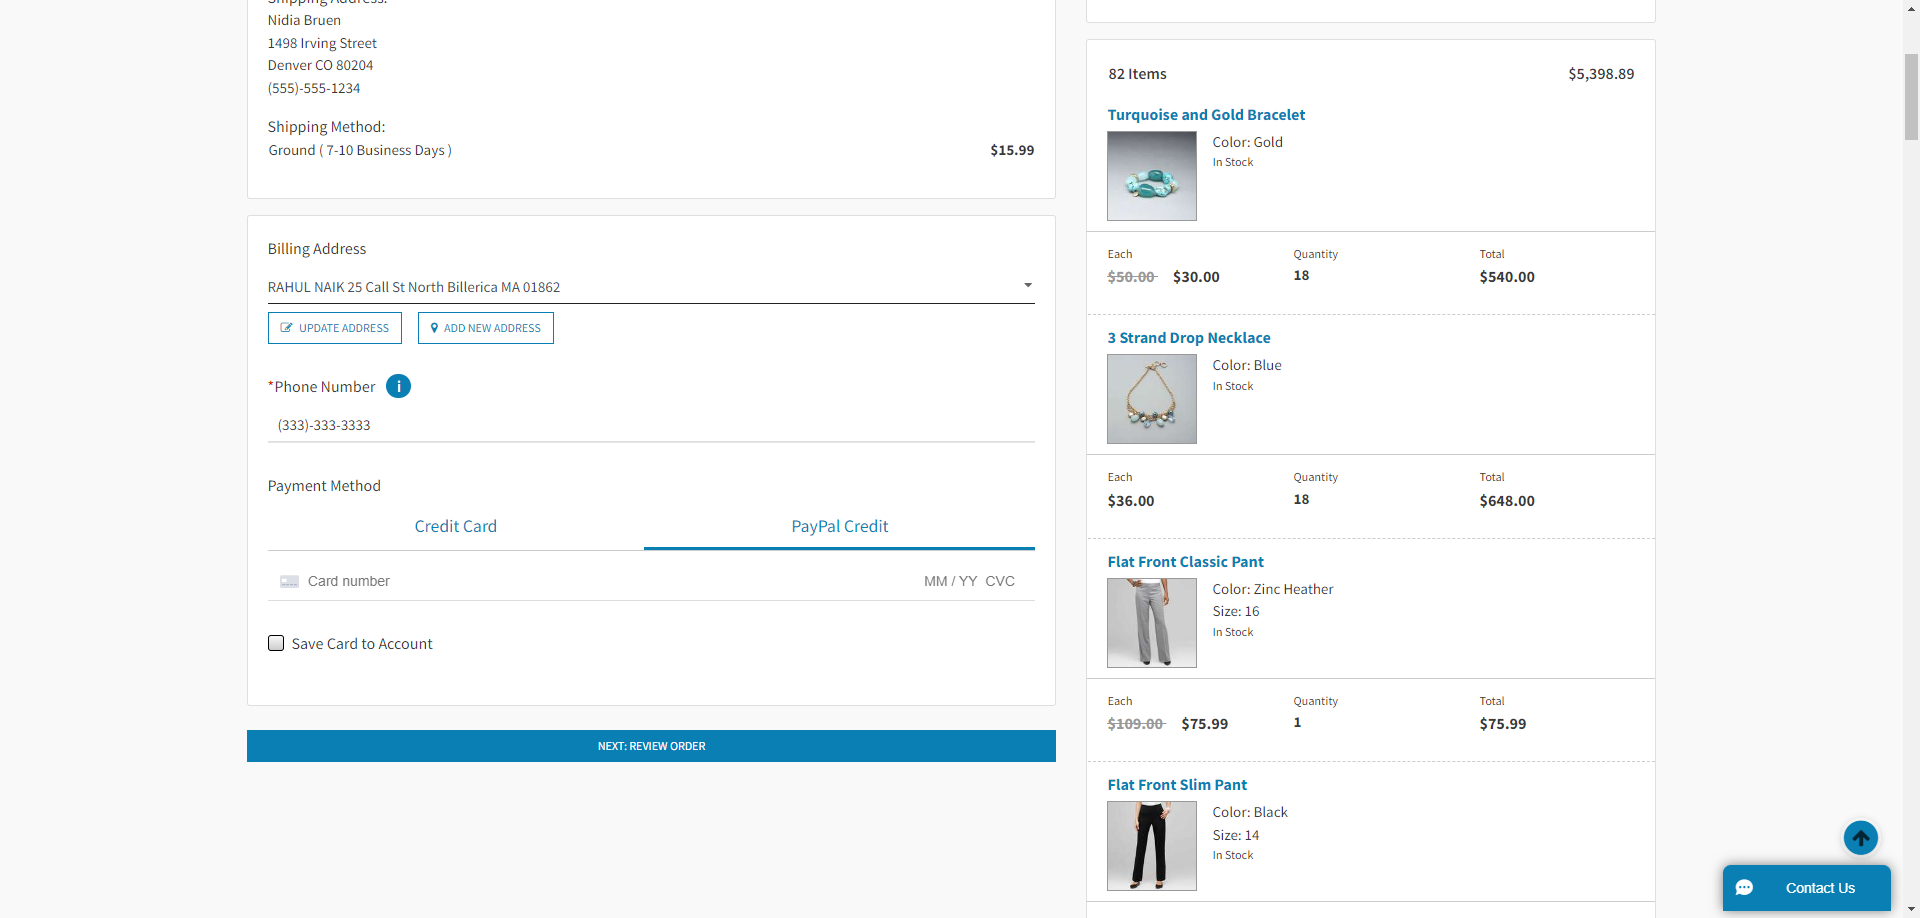 Shipping Address:
Nidia Bruen
1498 Irving Street
Denver CO 80204
(555)-555-1234
Shipping Method:
Ground ( 7-10 Business Days )
$15.99
Billing Address
RAHUL NAIK 25 Call St North Billerica MA 01862
UPDATE ADDRESS
ADD NEW ADDRESS
*Phone Number i
(333)-333-3333
Payment Method
Credit Card
PayPal Credit
Card number
MM / YY CVC
Save Card to Account
NEXT: REVIEW ORDER
82 Items
$5,398.89
Turquoise and Gold Bracelet
Color: Gold
In Stock
Each
Quantity
Total
$50.00 $30.00
18
$540.00
3 Strand Drop Necklace
Color: Blue
In Stock
Each
Quantity
Total
$36.00
18
$648.00
Flat Front Classic Pant
Color: Zinc Heather
Size: 16
In Stock
Each
Quantity
Total
$109.00 $75.99
1
$75.99
Flat Front Slim Pant
Color: Black
Size: 14
In Stock
Contact Us